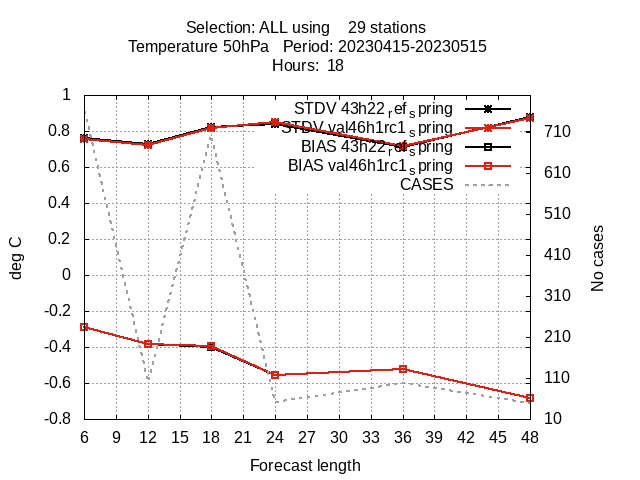 Selection: ALL using 29 stations
Temperature 50hPa Period: 20230415-20230515
Hours: 18
STDV 43h22_ref_spring
STDV val46h1rc1_spring
BIAS 43h22_ref_spring
BIAS val46h1rc1_spring
CASES
1
0.8
0.6
0.4
0.2
0
-0.2
-0.4
-0.6
-0.8
deg C
710
610
510
410
310
210
110
10
No cases
6 9 12 15 18 21 24 27 30 33 36 39 42 45 48
Forecast length